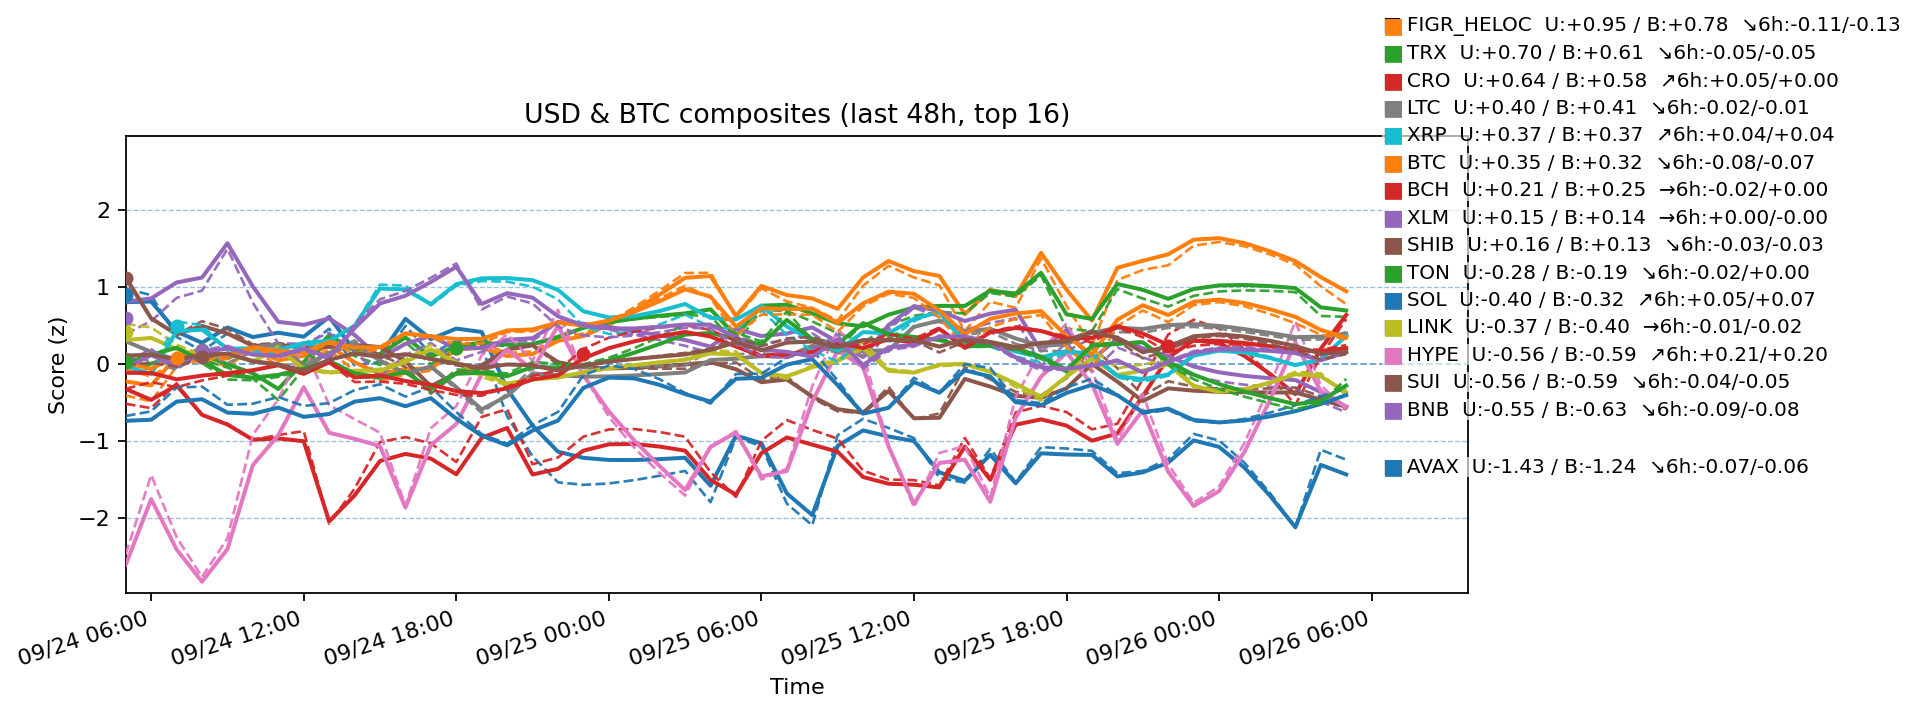 FIGR_HELOC U:+0.95 / B:+0.78 ↘6h:-0.11/-0.13
TRX U:+0.70 / B:+0.61 ↘6h:-0.05/-0.05
CRO U:+0.64 / B:+0.58 ↗6h:+0.05/+0.00
LTC U:+0.40 / B:+0.41 ↘6h:-0.02/-0.01
XRP U:+0.37 / B:+0.37 ↗6h:+0.04/+0.04
BTC U:+0.35 / B:+0.32 ↘6h:-0.08/-0.07
BCH U:+0.21 / B:+0.25 →6h:-0.02/+0.00
XLM U:+0.15 / B:+0.14 →6h:+0.00/-0.00
SHIB U:+0.16 / B:+0.13 ↘6h:-0.03/-0.03
TON U:-0.28 / B:-0.19 ↘6h:-0.02/+0.00
SOL U:-0.40 / B:-0.32 ↗6h:+0.05/+0.07
LINK U:-0.37 / B:-0.40 →6h:-0.01/-0.02
HYPE U:-0.56 / B:-0.59 ↗6h:+0.21/+0.20
SUI U:-0.56 / B:-0.59 ↘6h:-0.04/-0.05
BNB U:-0.55 / B:-0.63 ↘6h:-0.09/-0.08
AVAX U:-1.43 / B:-1.24 ↘6h:-0.07/-0.06
USD & BTC composites (last 48h, top 16)
Score (z)
2
1
0
−1
−2
09/24 06:00
09/24 12:00
09/24 18:00
09/25 00:00
09/25 06:00
09/25 12:00
09/25 18:00
09/26 00:00
09/26 06:00
Time